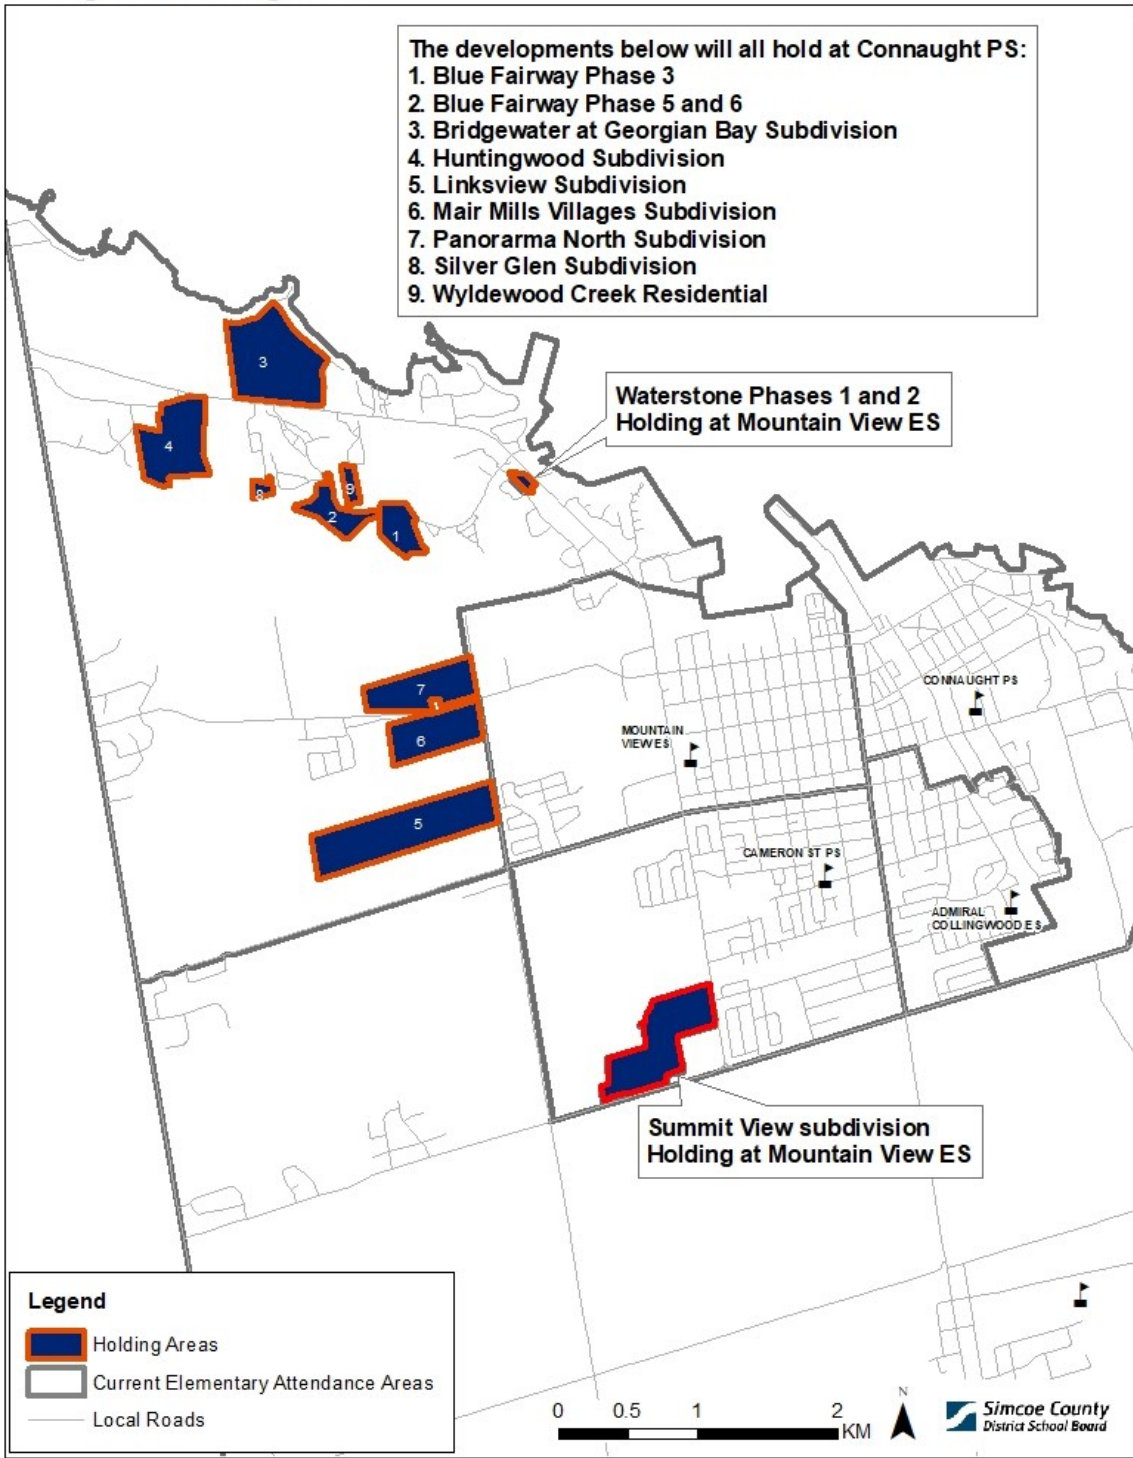 The developments below will all hold at Connaught PS:
1. Blue Fairway Phase 3
2. Blue Fairway Phase 5 and 6
3. Bridgewater at Georgian Bay Subdivision
4. Huntingwood Subdivision
5. Linksview Subdivision
6. Mair Mills Villages Subdivision
7. Panorarma North Subdivision
8. Silver Glen Subdivision
9. Wyldewood Creek Residential
3
Waterstone Phases 1 and 2
Holding at Mountain View ES
4
8
9
2
1
7
6
5
CONNAUGHT PS
MOUNTAIN
VIEW ES
CAMERON ST PS
ADMIRAL
COLLINGWOOD ES
Summit View subdivision
Holding at Mountain View ES
Legend
Holding Areas
Current Elementary Attendance Areas
Local Roads
0 0.5 1 2
KM
N
Simcoe County
District School Board